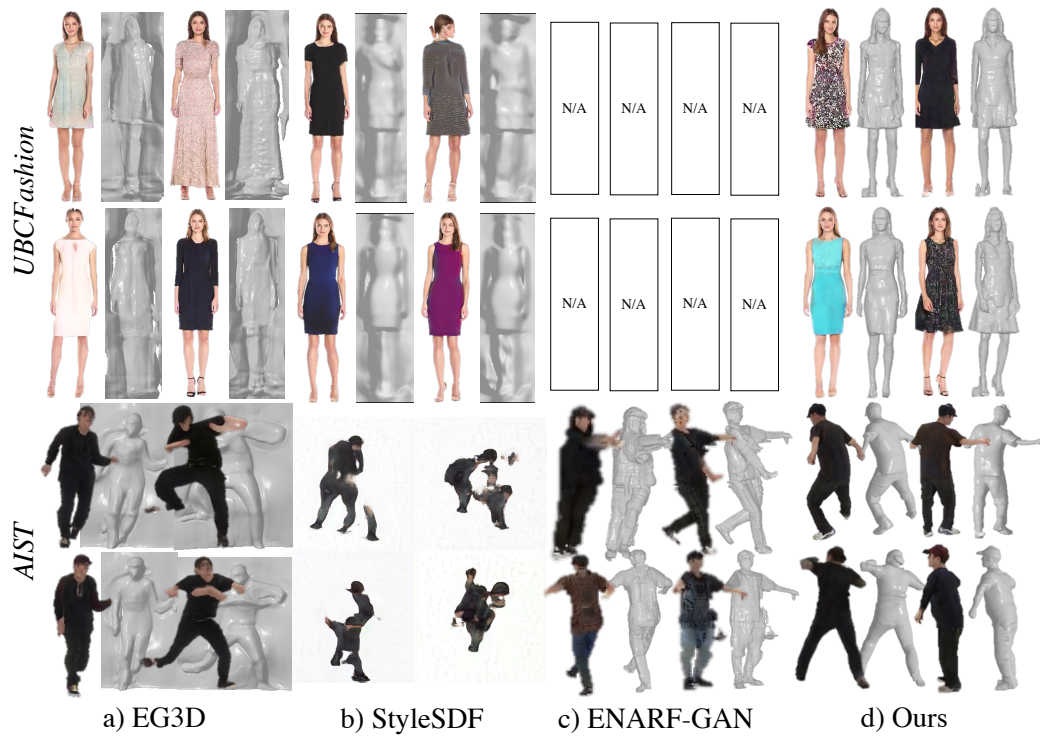 UBCFashion
N/A N/A N/A N/A
N/A N/A N/A N/A
AIST
a) EG3D b) StyleSDF c) ENARF-GAN d) Ours